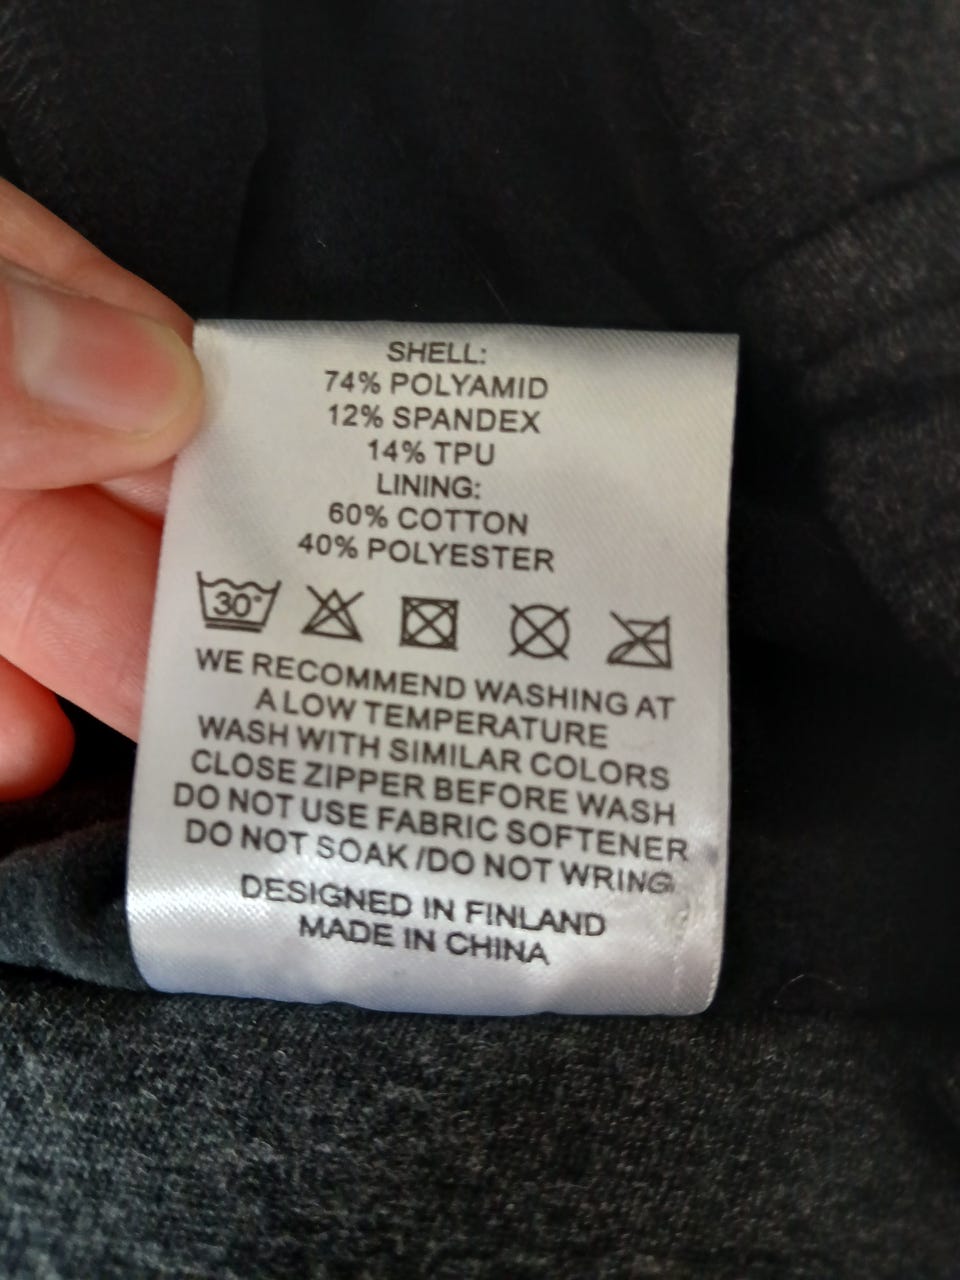 SHELL:
74% POLYAMID
12% SPANDEX
14% TPU
LINING:
60% COTTON
40% POLYESTER
30°
WE RECOMMEND WASHING AT
A LOW TEMPERATURE
WASH WITH SIMILAR COLORS
CLOSE ZIPPER BEFORE WASH
DO NOT USE FABRIC SOFTENER
DO NOT SOAK /DO NOT WRING
DESIGNED IN FINLAND
MADE IN CHINA